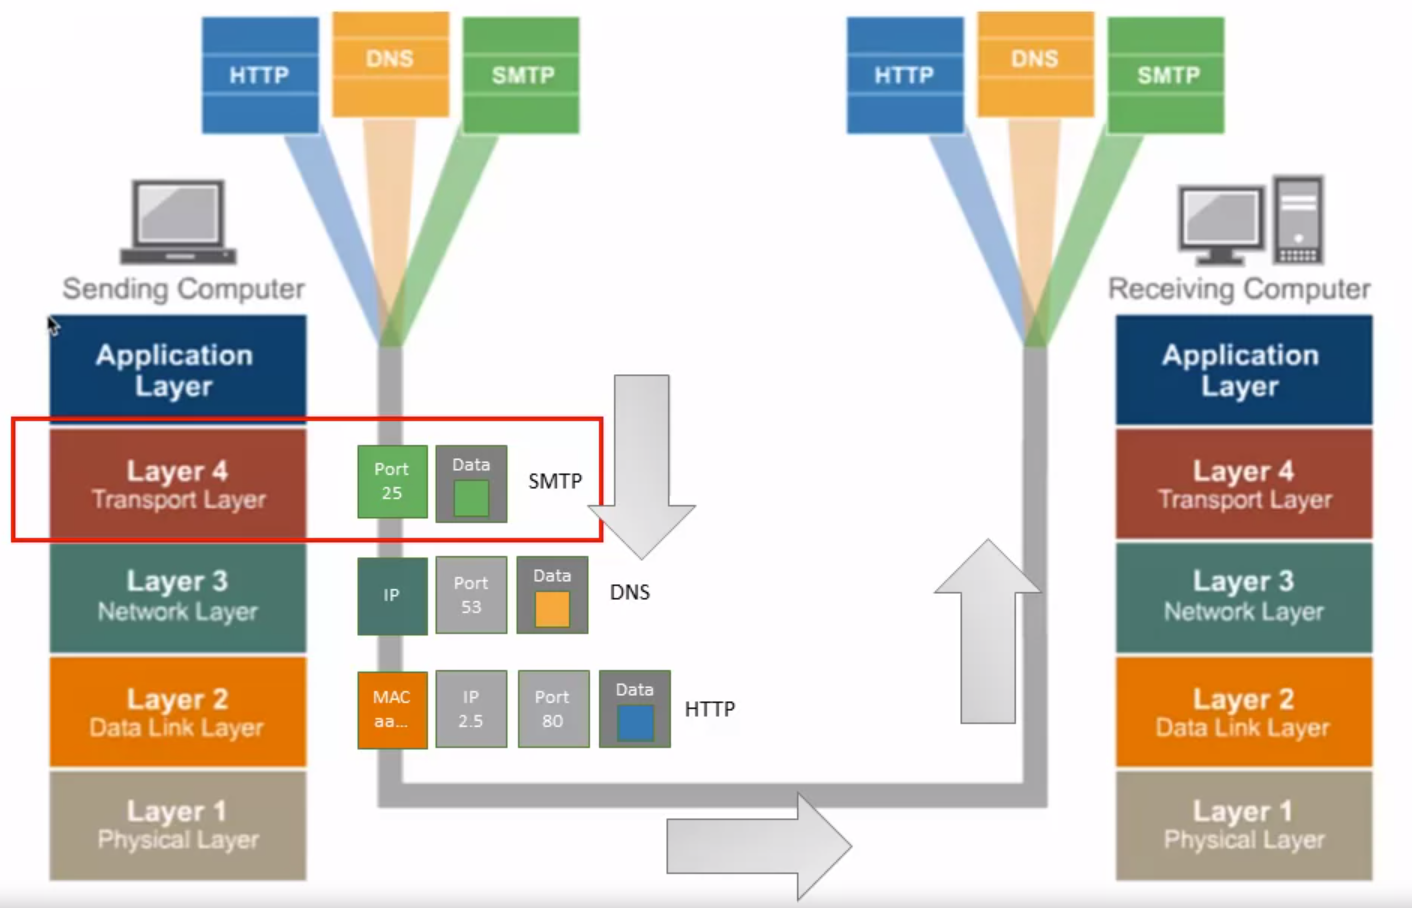 HTTP
DNS
SMTP
HTTP
DNS
SMTP
Sending Computer
Receiving Computer
Application
Layer
Layer 4
Transport Layer
Port
25
Data
SMTP
Layer 3
Network Layer
IP
Port
53
Data
DNS
Layer 2
Data Link Layer
MAC
aa...
IP
2.5
Port
80
Data
HTTP
Layer 1
Physical Layer
Application
Layer
Layer 4
Transport Layer
Layer 3
Network Layer
Layer 2
Data Link Layer
Layer 1
Physical Layer